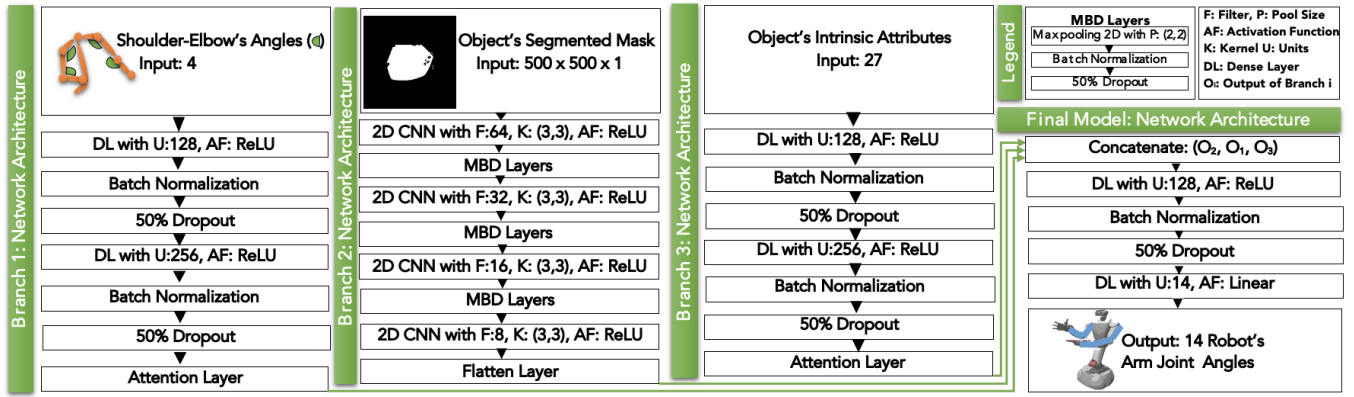 Branch 1: Network Architecture
Shoulder-Elbow's Angles ( )
Input: 4
DL with U:128, AF: ReLU
Batch Normalization
50% Dropout
DL with U:256, AF: ReLU
Batch Normalization
50% Dropout
Attention Layer
Branch 2: Network Architecture
Object's Segmented Mask
Input: 500 x 500 x 1
2D CNN with F:64, K: (3,3), AF: ReLU
MBD Layers
2D CNN with F:32, K: (3,3), AF: ReLU
MBD Layers
2D CNN with F:16, K: (3,3), AF: ReLU
MBD Layers
2D CNN with F:8, K: (3,3), AF: ReLU
Flatten Layer
Branch 3: Network Architecture
Object's Intrinsic Attributes
Input: 27
DL with U:128, AF: ReLU
Batch Normalization
50% Dropout
DL with U:256, AF: ReLU
Batch Normalization
50% Dropout
Attention Layer
Legend
MBD Layers
Maxpooling 2D with P: (2,2)
Batch Normalization
50% Dropout
F: Filter, P: Pool Size
AF: Activation Function
K: Kernel U: Units
DL: Dense Layer
Oᵢ: Output of Branch i
Final Model: Network Architecture
Concatenate: (O₂, O₁, O₃)
DL with U:128, AF: ReLU
Batch Normalization
50% Dropout
DL with U:14, AF: Linear
Output: 14 Robot's
Arm Joint Angles